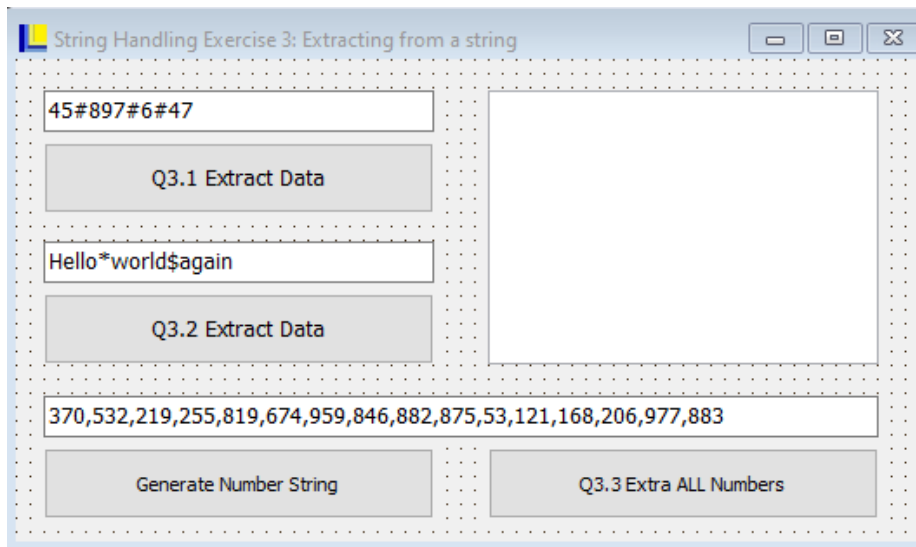 String Handling Exercise 3: Extracting from a string
45#897#6#47
Q3.1 Extract Data
Hello*world$again
Q3.2 Extract Data
370,532,219,255,819,674,959,846,882,875,53,121,168,206,977,883
Generate Number String
Q3.3 Extra ALL Numbers